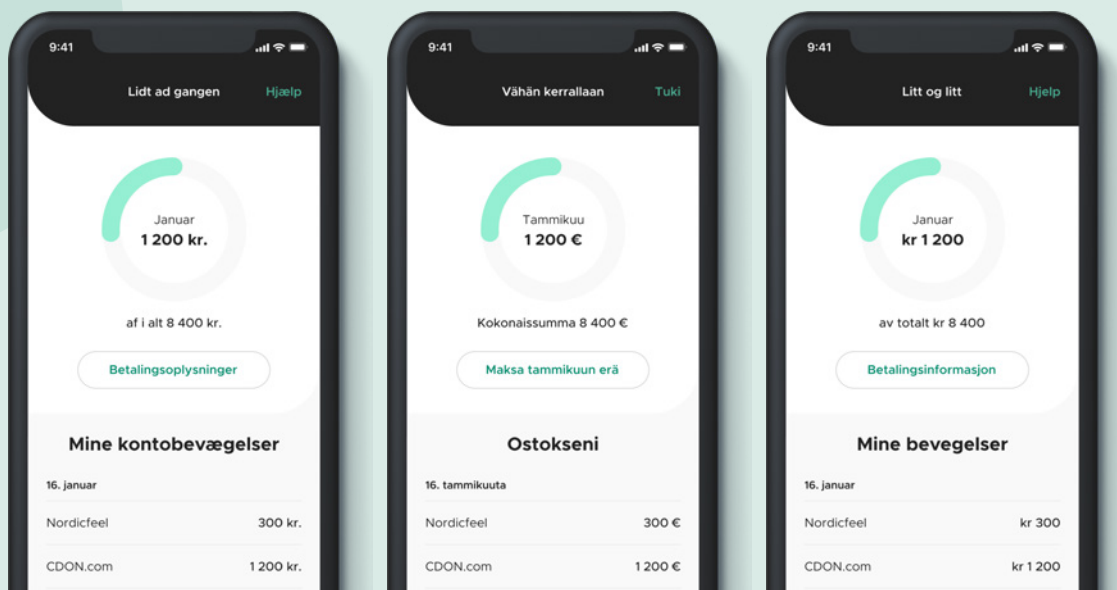 9:41
Lidt ad gangen
Hjælp
Januar
1 200 kr.
af i alt 8 400 kr.
Betalingsoplysninger
Mine kontobevægelser
16. januar
Nordicfeel 300 kr.
CDON.com 1 200 kr.
9:41
Vähän kerrallaan
Tuki
Tammikuu
1 200 €
Kokonaissumma 8 400 €
Maksa tammikuun erä
Ostokseni
16. tammikuuta
Nordicfeel 300 €
CDON.com 1 200 €
9:41
Litt og litt
Hjelp
Januar
kr 1 200
av totalt kr 8 400
Betalingsinformasjon
Mine bevegelser
16. januar
Nordicfeel kr 300
CDON.com kr 1 200